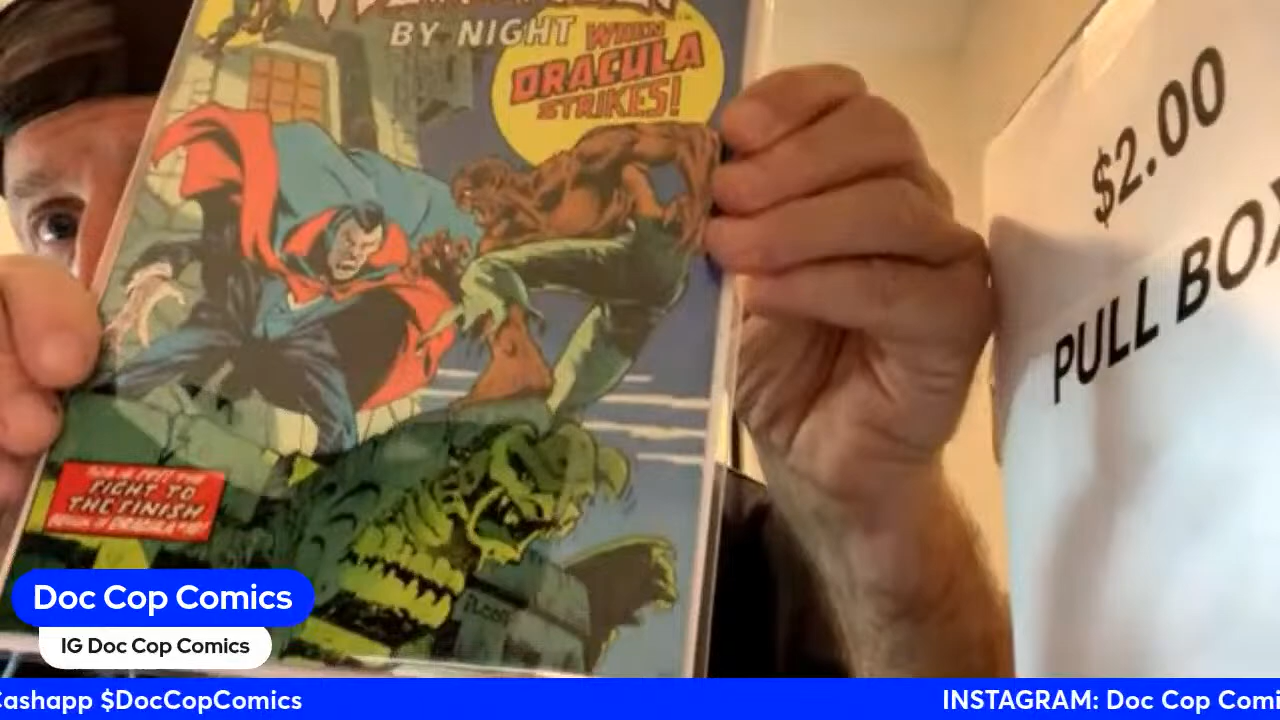 BY NIGHT
WHEN
DRACULA
STRIKES!
$2.00
PULL BOX
FIGHT TO
THE FINISH
Doc Cop Comics
IG Doc Cop Comics
Cashapp $DocCopComics
INSTAGRAM: Doc Cop Comi